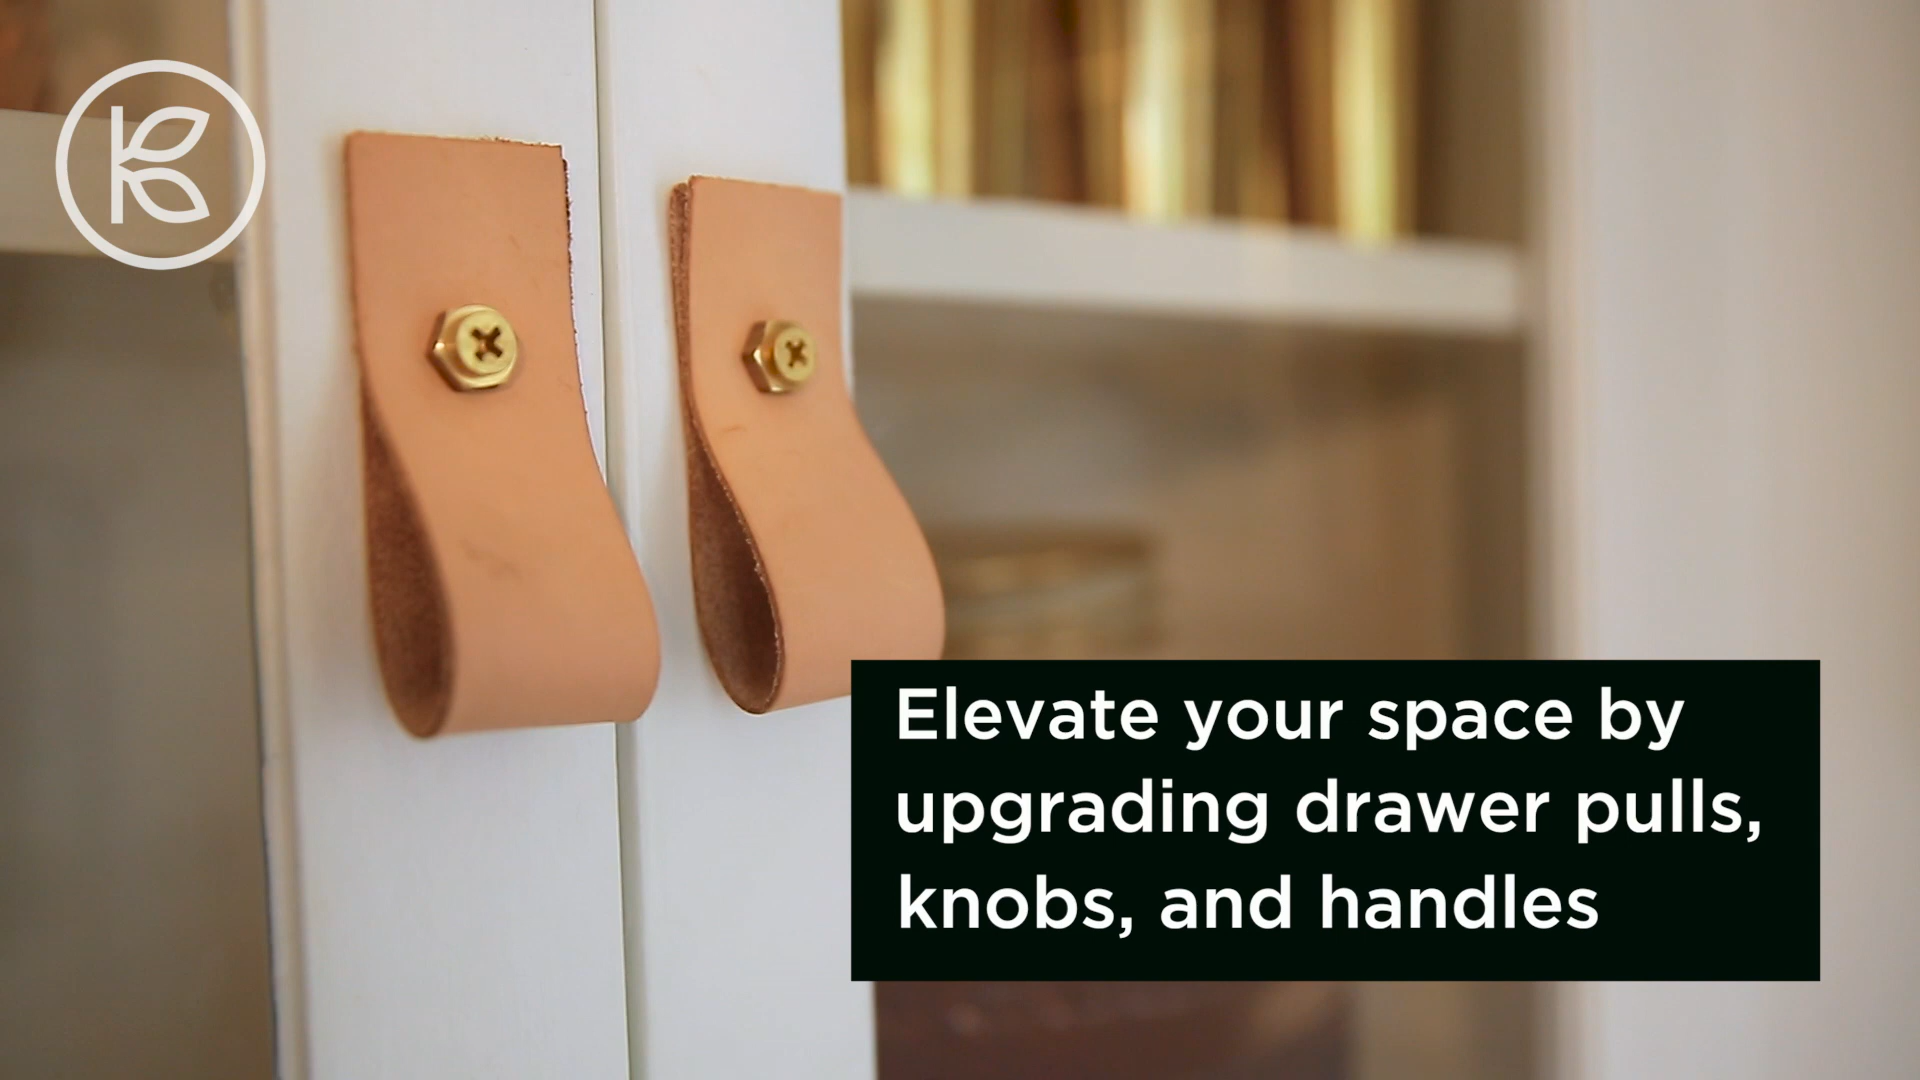 K
Elevate your space by
upgrading drawer pulls,
knobs, and handles